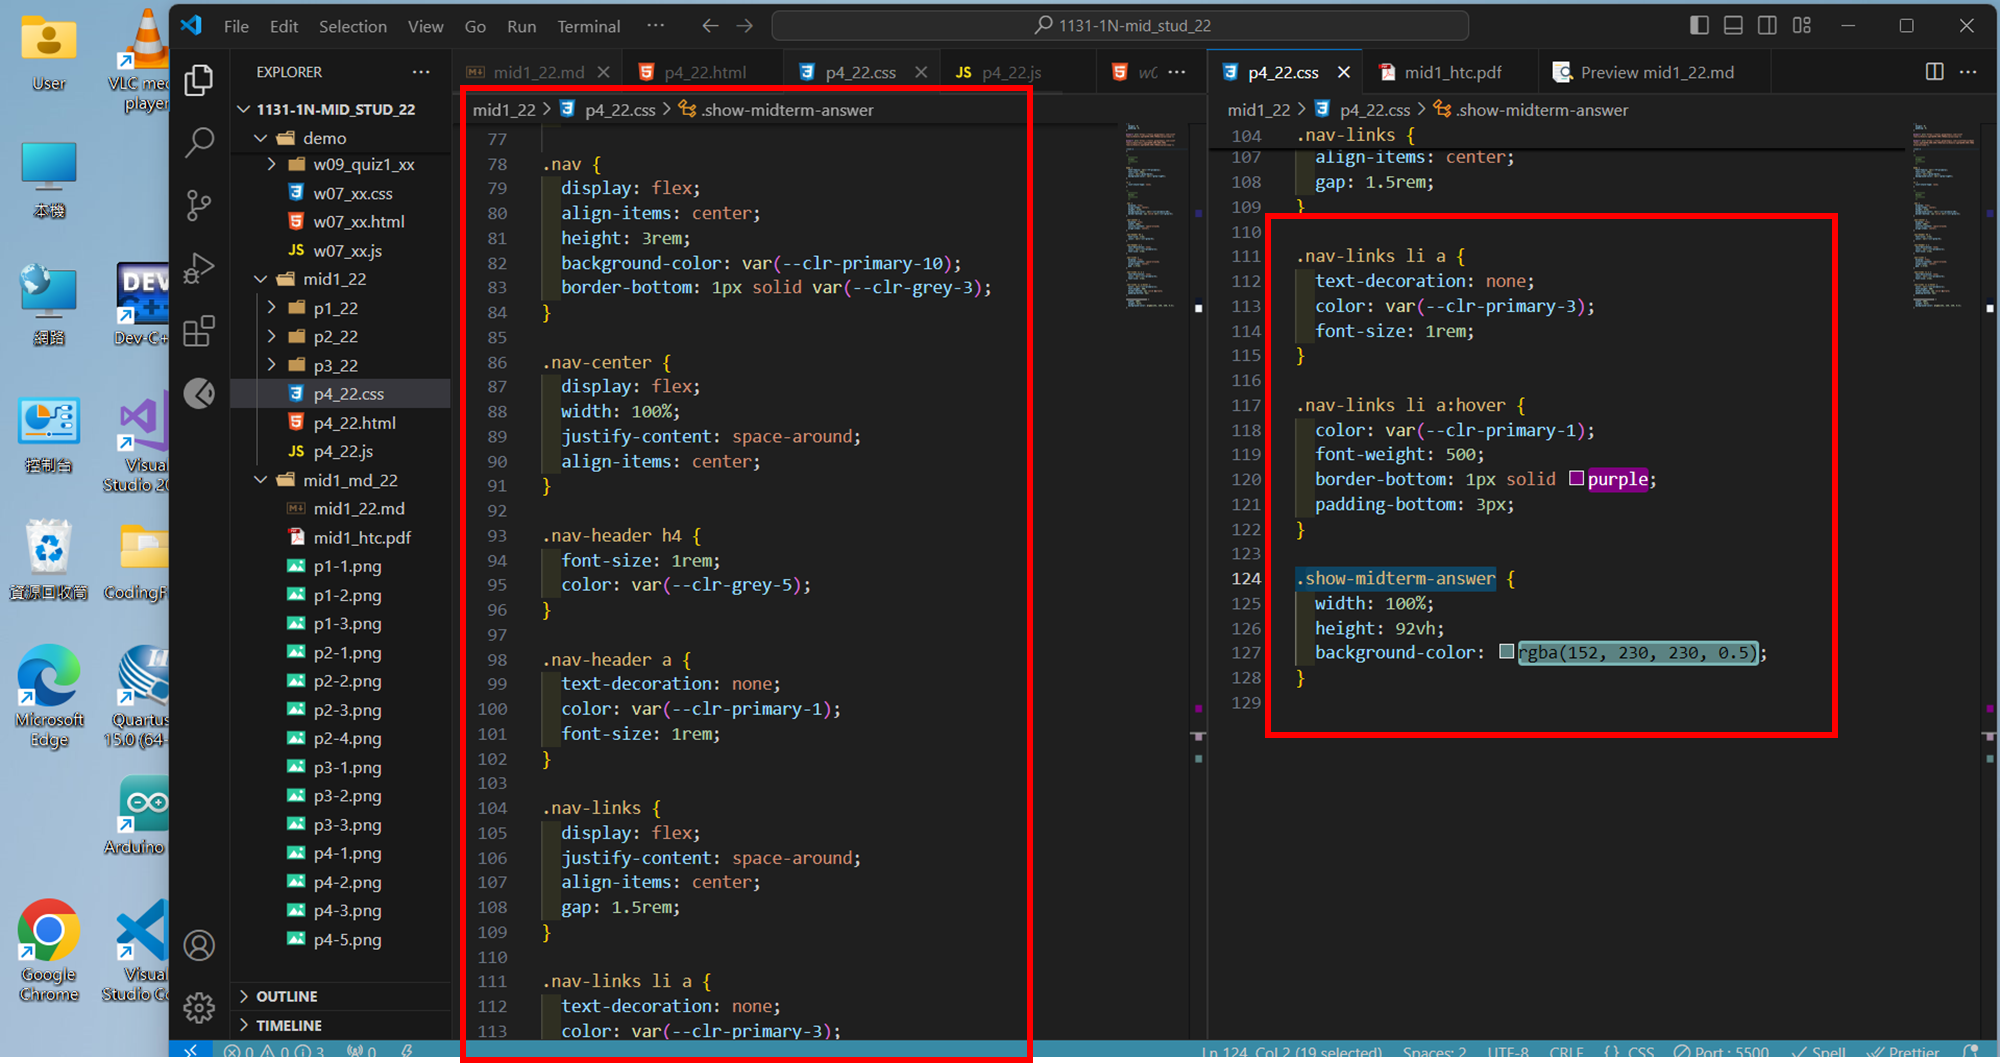 User
VLC med
player
本機
網路
DEV
C++
Dev-C+
控制台
Visual
Studio 20
資源回收筒
CodingF
Microsoft
Edge
Quartus
15.0 (64-
Arduino
Google
Chrome
Visual
Studio Co
File Edit Selection View Go Run Terminal ···
1131-1N-mid_stud_22
EXPLORER ···
1131-1N-MID_STUD_22
demo
w09_quiz1_xx
w07_xx.css
w07_xx.html
JS w07_xx.js
mid1_22
p1_22
p2_22
p3_22
p4_22.css
p4_22.html
JS p4_22.js
mid1_md_22
mid1_22.md
mid1_htc.pdf
p1-1.png
p1-2.png
p1-3.png
p2-1.png
p2-2.png
p2-3.png
p2-4.png
p3-1.png
p3-2.png
p3-3.png
p4-1.png
p4-2.png
p4-3.png
p4-5.png
OUTLINE
TIMELINE
mid1_22.md p4_22.html p4_22.css JS p4_22.js ···
mid1_22 > p4_22.css > .show-midterm-answer
77
78 .nav {
79 display: flex;
80 align-items: center;
81 height: 3rem;
82 background-color: var(--clr-primary-10);
83 border-bottom: 1px solid var(--clr-grey-3);
84 }
85
86 .nav-center {
87 display: flex;
88 width: 100%;
89 justify-content: space-around;
90 align-items: center;
91 }
92
93 .nav-header h4 {
94 font-size: 1rem;
95 color: var(--clr-grey-5);
96 }
97
98 .nav-header a {
99 text-decoration: none;
100 color: var(--clr-primary-1);
101 font-size: 1rem;
102 }
103
104 .nav-links {
105 display: flex;
106 justify-content: space-around;
107 align-items: center;
108 gap: 1.5rem;
109 }
110
111 .nav-links li a {
112 text-decoration: none;
113 color: var(--clr-primary-3);
p4_22.css mid1_htc.pdf Preview mid1_22.md ···
mid1_22 > p4_22.css > .show-midterm-answer
104 .nav-links {
107 align-items: center;
108 gap: 1.5rem;
109 }
110
111 .nav-links li a {
112 text-decoration: none;
113 color: var(--clr-primary-3);
114 font-size: 1rem;
115 }
116
117 .nav-links li a:hover {
118 color: var(--clr-primary-1);
119 font-weight: 500;
120 border-bottom: 1px solid purple;
121 padding-bottom: 3px;
122 }
123
124 .show-midterm-answer {
125 width: 100%;
126 height: 92vh;
127 background-color: rgba(152, 230, 230, 0.5);
128 }
129
0 0 3 0 Ln 124, Col 2 (19 selected) Spaces: 2 UTF-8 CRLF {} CSS Port : 5500 Spell Prettier